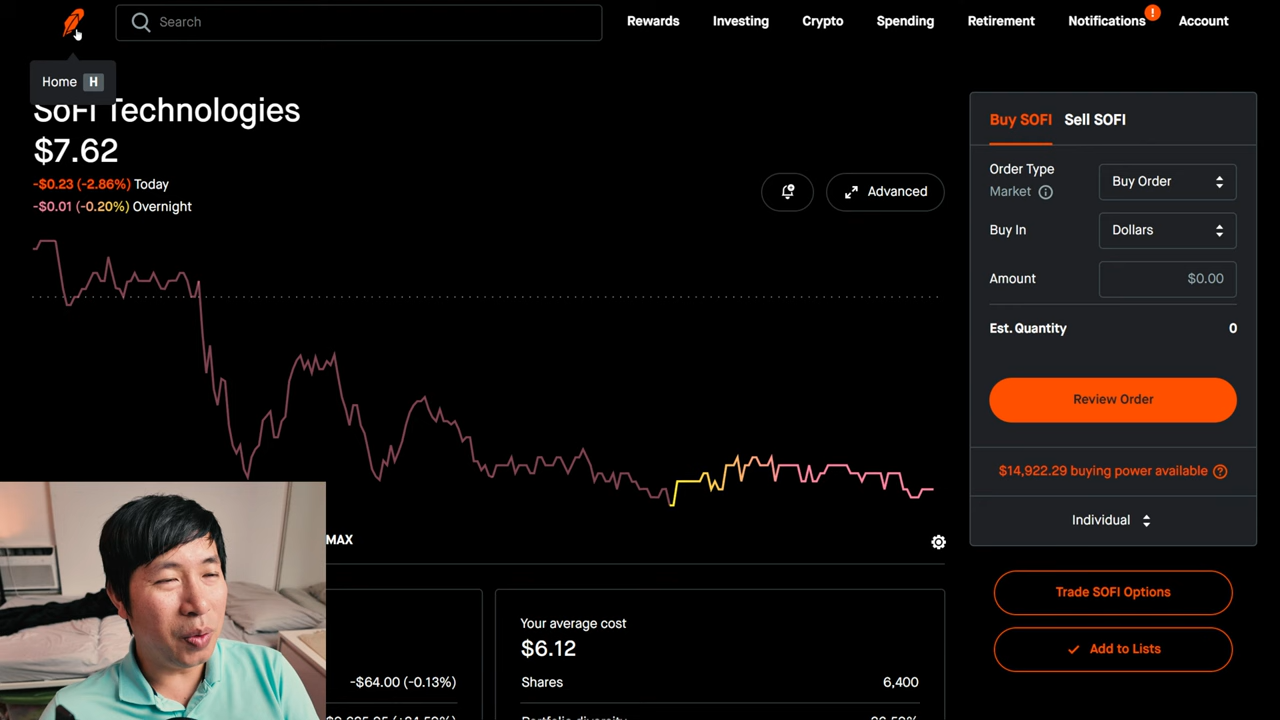 Search
Rewards
Investing
Crypto
Spending
Retirement
Notifications
!
Account
Home H
SoFi Technologies
$7.62
-$0.23 (-2.86%) Today
-$0.01 (-0.20%) Overnight
Advanced
Buy SOFI Sell SOFI
Order Type
Market
Buy Order
Buy In
Dollars
Amount
$0.00
Est. Quantity
0
Review Order
$14,922.29 buying power available
Individual
Trade SOFI Options
Add to Lists
MAX
-$64.00 (-0.13%)
Your average cost
$6.12
Shares
6,400
Portfolio diversity